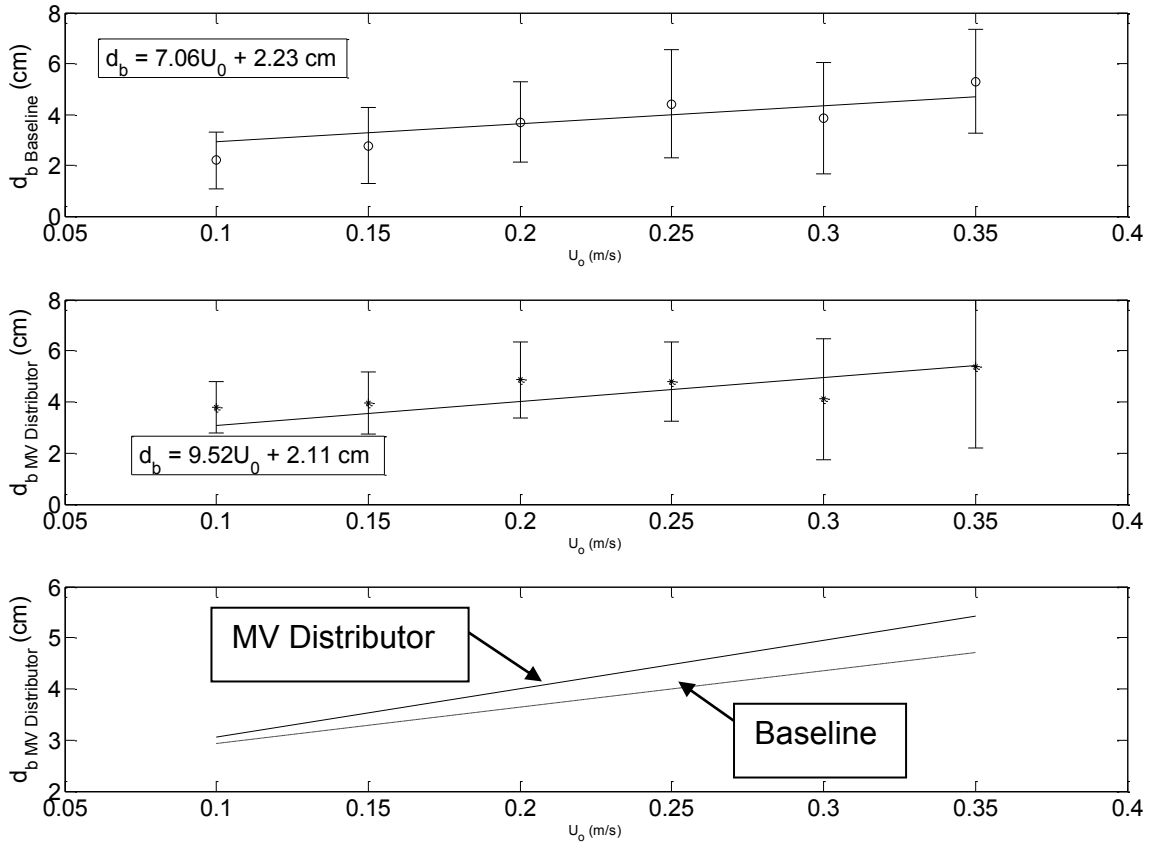 8
6
4
2
0
d_b Baseline (cm)
d_b = 7.06U_0 + 2.23 cm
0.05 0.1 0.15 0.2 0.25 0.3 0.35 0.4
U_o (m/s)
8
6
4
2
0
d_b MV Distributor (cm)
d_b = 9.52U_0 + 2.11 cm
0.05 0.1 0.15 0.2 0.25 0.3 0.35 0.4
U_o (m/s)
6
5
4
3
2
d_b MV Distributor (cm)
MV Distributor
Baseline
0.05 0.1 0.15 0.2 0.25 0.3 0.35 0.4
U_o (m/s)